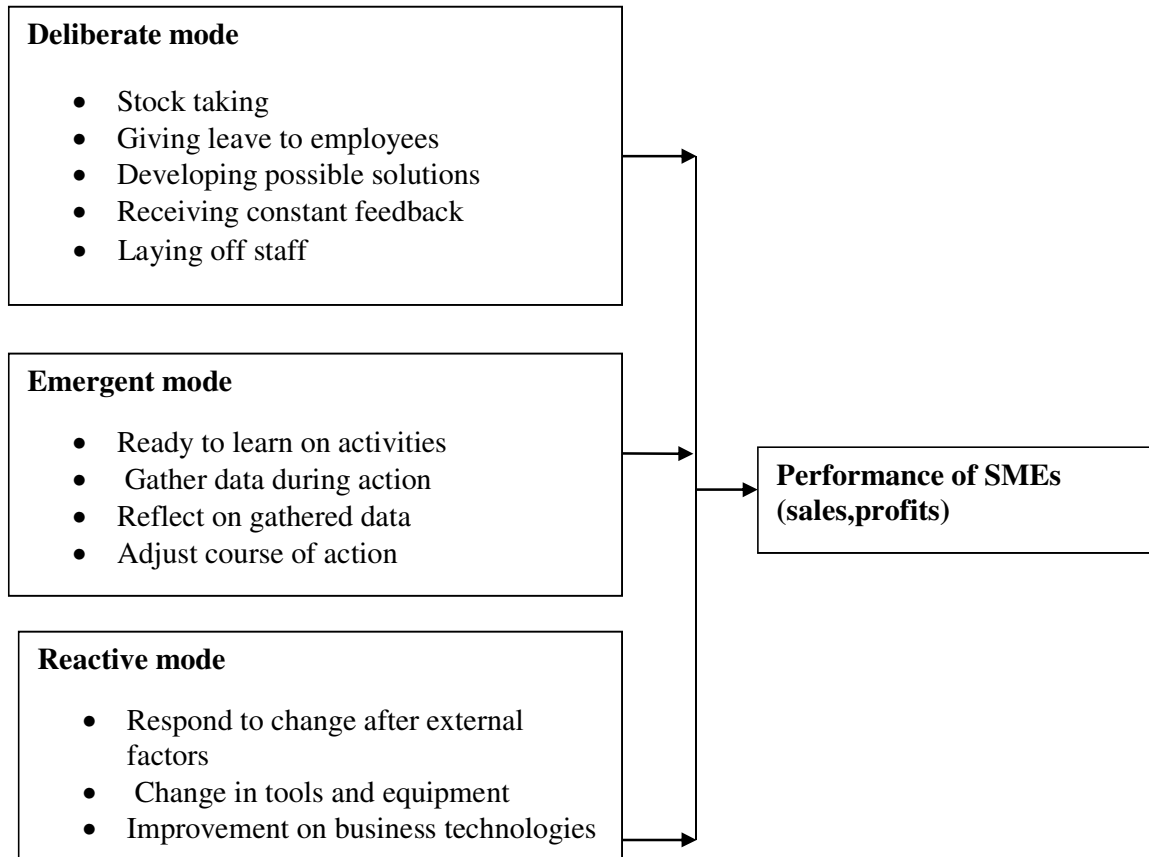 Deliberate mode
• Stock taking
• Giving leave to employees
• Developing possible solutions
• Receiving constant feedback
• Laying off staff
Emergent mode
• Ready to learn on activities
• Gather data during action
• Reflect on gathered data
• Adjust course of action
Performance of SMEs
(sales,profits)
Reactive mode
• Respond to change after external
factors
• Change in tools and equipment
• Improvement on business technologies